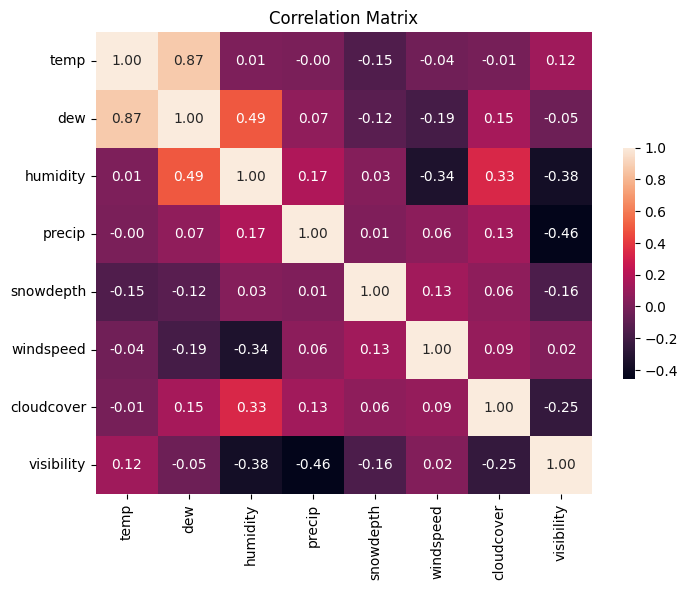 Correlation Matrix
temp 1.00 0.87 0.01 -0.00 -0.15 -0.04 -0.01 0.12
dew 0.87 1.00 0.49 0.07 -0.12 -0.19 0.15 -0.05
humidity 0.01 0.49 1.00 0.17 0.03 -0.34 0.33 -0.38
precip -0.00 0.07 0.17 1.00 0.01 0.06 0.13 -0.46
snowdepth -0.15 -0.12 0.03 0.01 1.00 0.13 0.06 -0.16
windspeed -0.04 -0.19 -0.34 0.06 0.13 1.00 0.09 0.02
cloudcover -0.01 0.15 0.33 0.13 0.06 0.09 1.00 -0.25
visibility 0.12 -0.05 -0.38 -0.46 -0.16 0.02 -0.25 1.00
temp dew humidity precip snowdepth windspeed cloudcover visibility
1.0
0.8
0.6
0.4
0.2
0.0
-0.2
-0.4